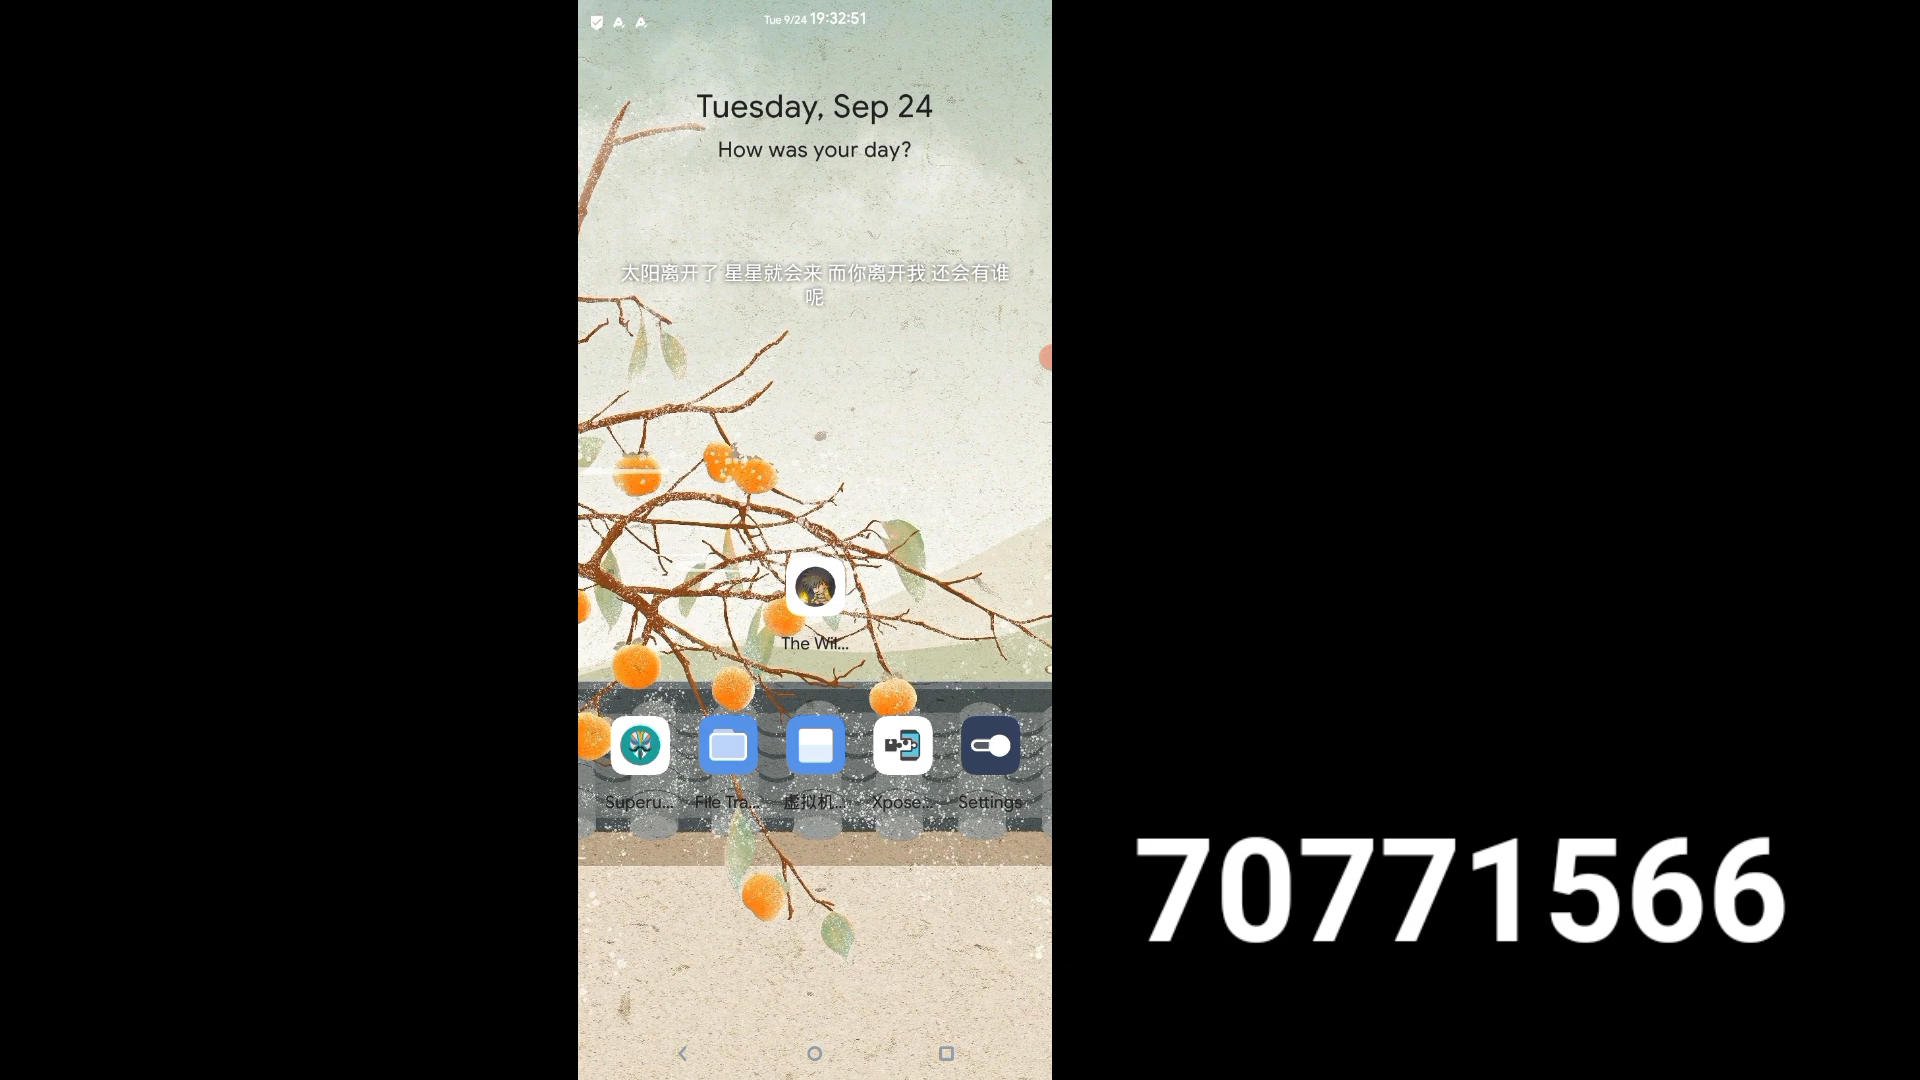 Tue 9/24 19:32:51
Tuesday, Sep 24
How was your day?
太阳离开了 星星就会来 而你离开我 还会有谁
呢
The Wit...
Superu... File Tra... 虚拟机... Xpose... Settings
70771566